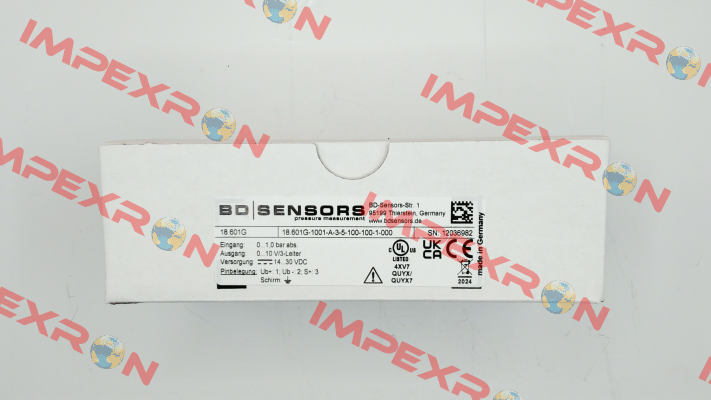 IMPEXRON
IMPEXRON
IMPEXRON
IMPEXRON
IMPEXRON
IMPEXRON
BD|SENSORS
pressure measurement
BD-Sensors-Str. 1
95199 Thierstein, Germany
www.bdsensors.de
18.601G
18.601G-1001-A-3-5-100-100-1-000
SN: 12036982
Eingang: 0...1,0 bar abs.
Ausgang: 0...10 V/3-Leiter
Versorgung: 14...30 VDC
Pinbelegung: Ub+: 1; Ub -: 2; S+: 3
Schirm:
C UL US
LISTED
4XV7
QUYX/
QUYX7
UK
CA
CE
2024
made in Germany